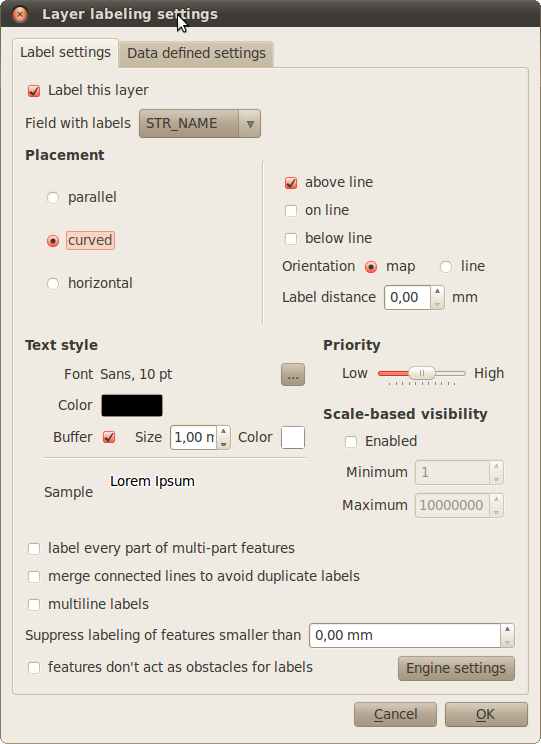 Layer labeling settings
Label settings
Data defined settings
Label this layer
Field with labels STR_NAME
Placement
parallel
curved
horizontal
above line
on line
below line
Orientation map line
Label distance 0,00 mm
Text style
Font Sans, 10 pt ...
Color
Buffer Size 1,00 m Color
Sample Lorem Ipsum
Priority
Low High
Scale-based visibility
Enabled
Minimum 1
Maximum 10000000
label every part of multi-part features
merge connected lines to avoid duplicate labels
multiline labels
Suppress labeling of features smaller than 0,00 mm
features don't act as obstacles for labels
Engine settings
Cancel OK